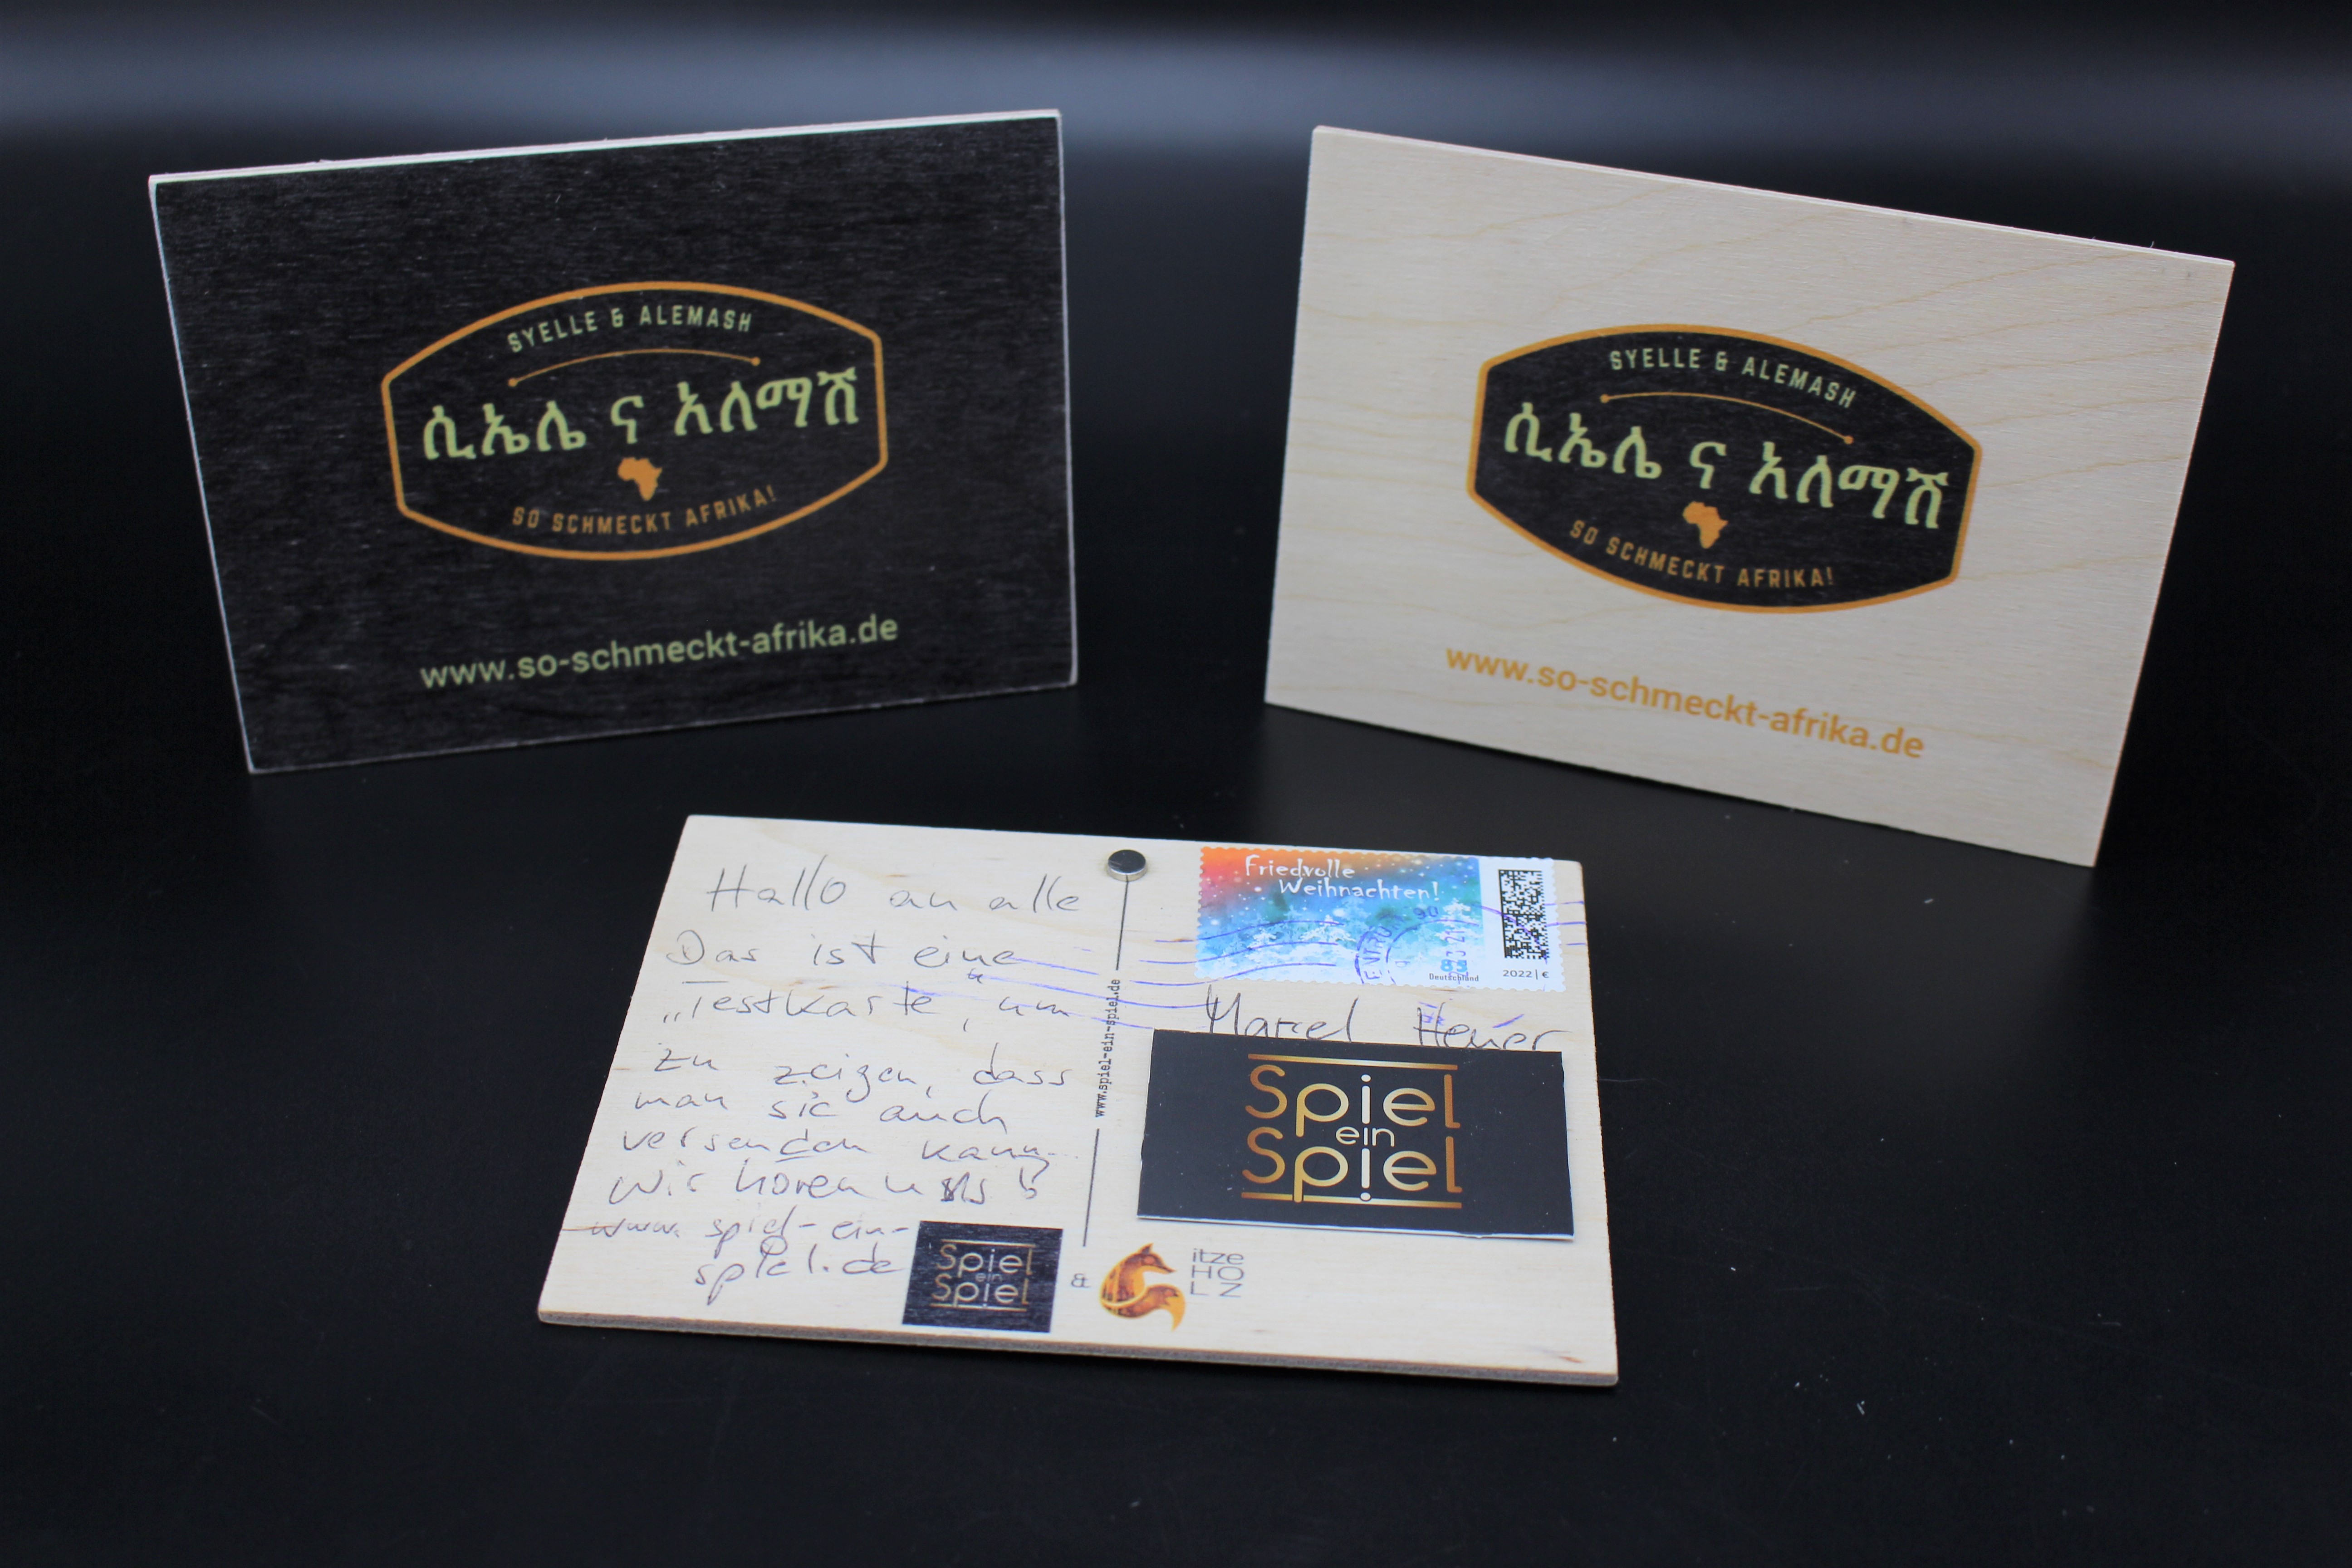 SYELLE & ALEMASH
ሲኤሌ ና አለማሽ
SO SCHMECKT AFRIKA!
www.so-schmeckt-afrika.de
SYELLE & ALEMASH
ሲኤሌ ና አለማሽ
SO SCHMECKT AFRIKA!
www.so-schmeckt-afrika.de
Hallo an alle
Das ist eine
„Testkarte“, um
zu zeigen, dass
man sie auch
versenden kann.
Wir hören uns!
www.spiel-ein-
spiel.de
www.spiel-ein-spiel.de
Friedvolle
Weihnachten!
85
Deutschland
2022 | €
Marcel Heuer
Spiel
ein
Spiel
Spiel
ein
Spiel
&
itze
HO
LZ